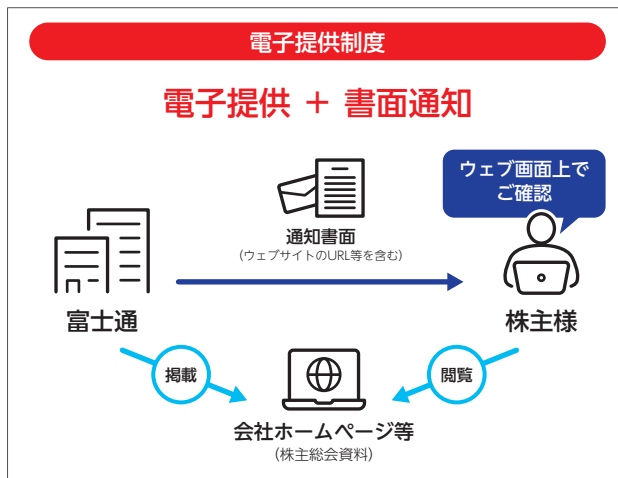 電子提供制度
電子提供 + 書面通知
ウェブ画面上で
ご確認
通知書面
(ウェブサイトのURL等を含む)
富士通
株主様
掲載
閲覧
会社ホームページ等
(株主総会資料)